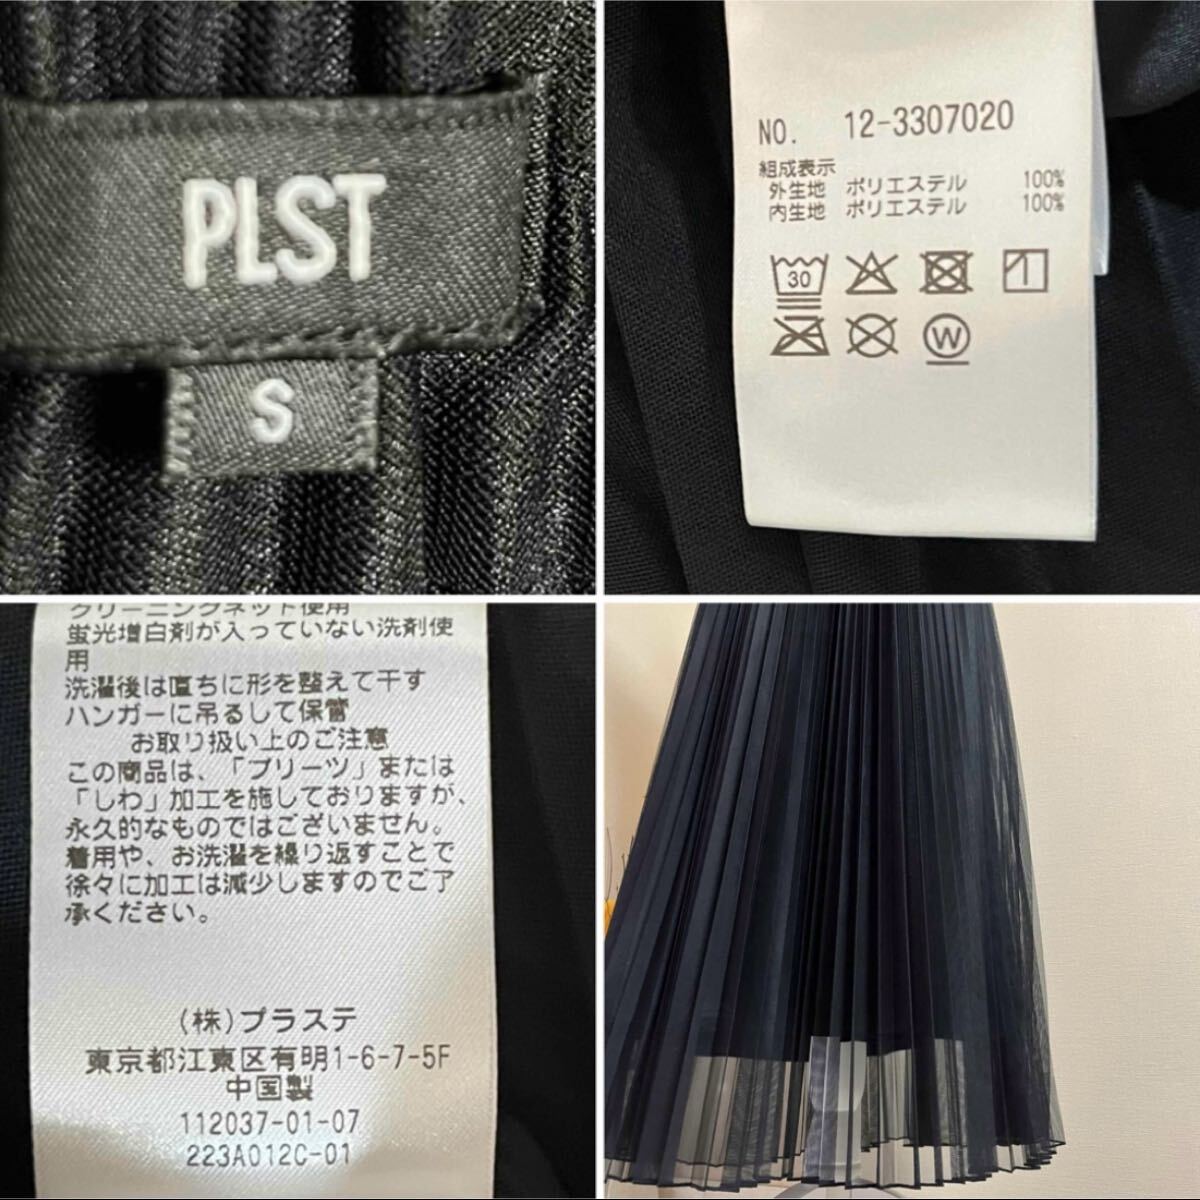 PLST
S
NO. 12-3307020
組成表示
外生地 ポリエステル 100%
内生地 ポリエステル 100%
30
W
クリーニングネット使用
蛍光増白剤が入っていない洗剤使
用
洗濯後は直ちに形を整えて干す
ハンガーに吊るして保管
お取り扱い上のご注意
この商品は、「プリーツ」または
「しわ」加工を施しておりますが、
永久的なものではございません。
着用や、お洗濯を繰り返すことで
徐々に加工は減少しますのでご了
承ください。
(株)プラステ
東京都江東区有明1-6-7-5F
中国製
112037-01-07
223A012C-01